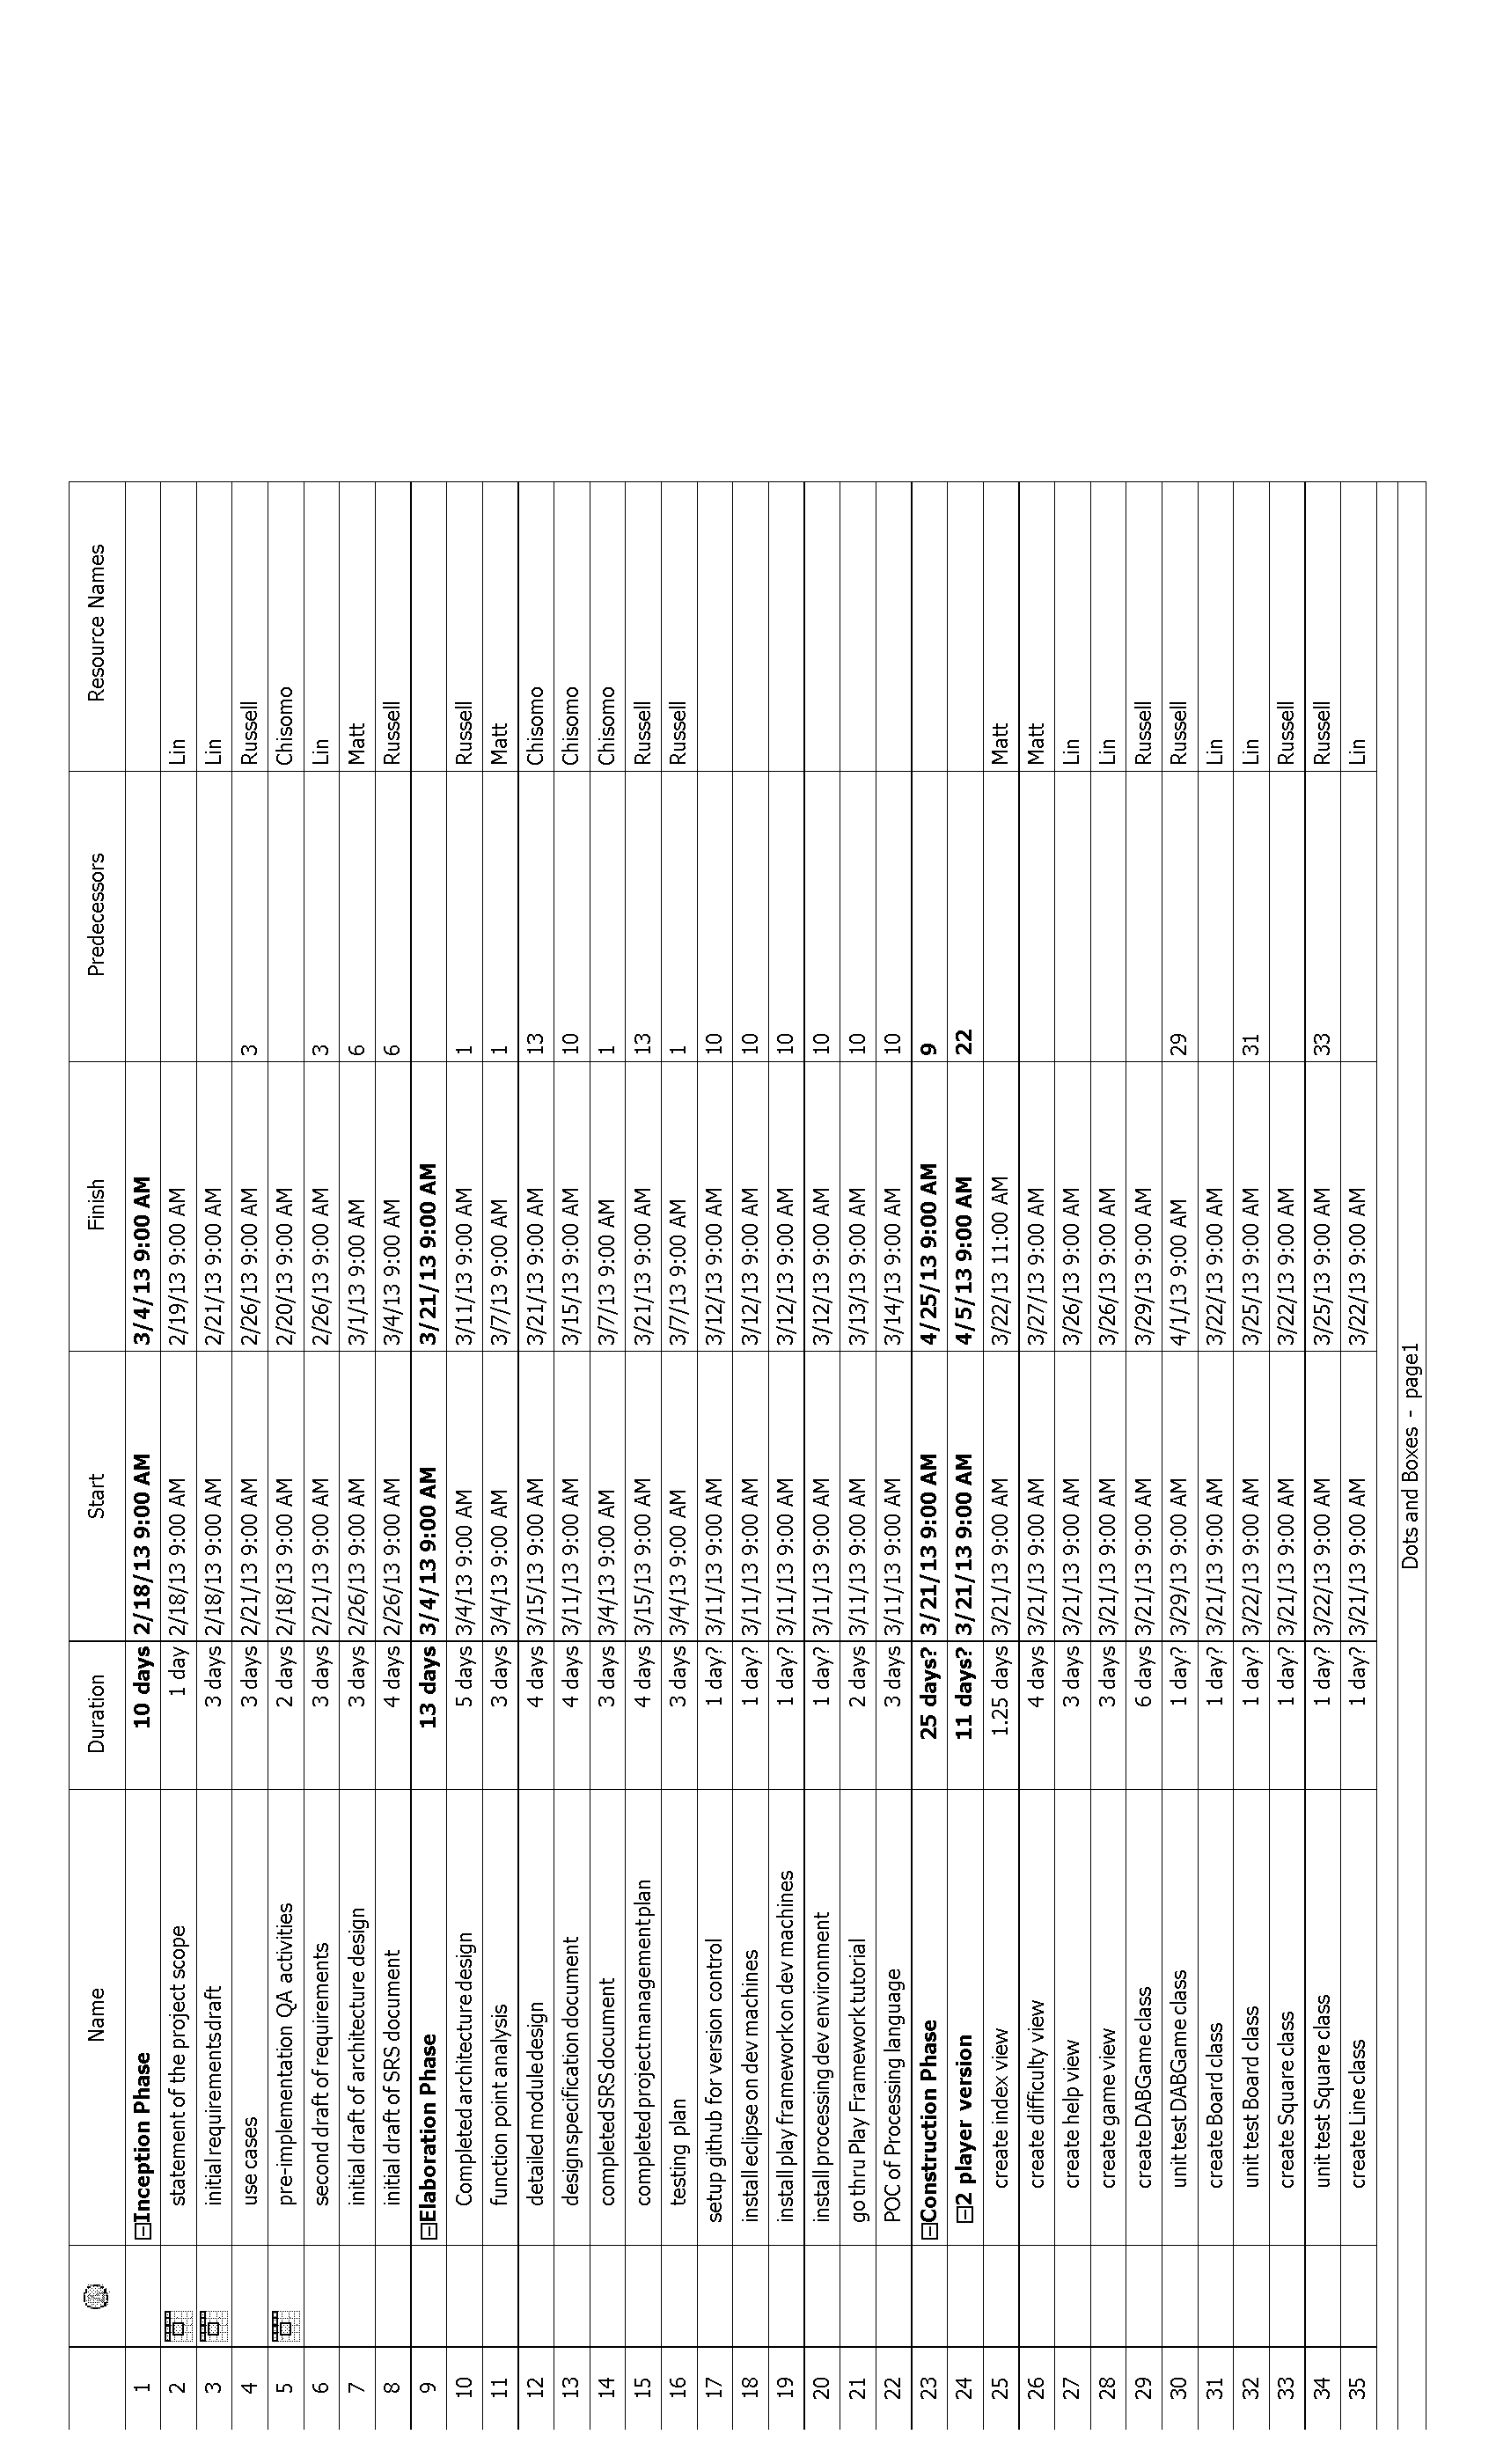 Name Duration Start Finish Predecessors Resource Names
1 Inception Phase 10 days 2/18/13 9:00 AM 3/4/13 9:00 AM
2 statement of the project scope 1 day 2/18/13 9:00 AM 2/19/13 9:00 AM Lin
3 initial requirements draft 3 days 2/18/13 9:00 AM 2/21/13 9:00 AM Lin
4 use cases 3 days 2/21/13 9:00 AM 2/26/13 9:00 AM 3 Russell
5 pre-implementation QA activities 2 days 2/18/13 9:00 AM 2/20/13 9:00 AM Chisomo
6 second draft of requirements 3 days 2/21/13 9:00 AM 2/26/13 9:00 AM 3 Lin
7 initial draft of architecture design 3 days 2/26/13 9:00 AM 3/1/13 9:00 AM 6 Matt
8 initial draft of SRS document 4 days 2/26/13 9:00 AM 3/4/13 9:00 AM 6 Russell
9 Elaboration Phase 13 days 3/4/13 9:00 AM 3/21/13 9:00 AM
10 Completed architecture design 5 days 3/4/13 9:00 AM 3/11/13 9:00 AM 1 Russell
11 function point analysis 3 days 3/4/13 9:00 AM 3/7/13 9:00 AM 1 Matt
12 detailed module design 4 days 3/15/13 9:00 AM 3/21/13 9:00 AM 13 Chisomo
13 design specification document 4 days 3/11/13 9:00 AM 3/15/13 9:00 AM 10 Chisomo
14 completed SRS document 3 days 3/4/13 9:00 AM 3/7/13 9:00 AM 1 Chisomo
15 completed project management plan 4 days 3/15/13 9:00 AM 3/21/13 9:00 AM 13 Russell
16 testing plan 3 days 3/4/13 9:00 AM 3/7/13 9:00 AM 1 Russell
17 setup github for version control 1 day? 3/11/13 9:00 AM 3/12/13 9:00 AM 10
18 install eclipse on dev machines 1 day? 3/11/13 9:00 AM 3/12/13 9:00 AM 10
19 install play framework on dev machines 1 day? 3/11/13 9:00 AM 3/12/13 9:00 AM 10
20 install processing dev environment 1 day? 3/11/13 9:00 AM 3/12/13 9:00 AM 10
21 go thru Play Framework tutorial 2 days 3/11/13 9:00 AM 3/13/13 9:00 AM 10
22 POC of Processing language 3 days 3/11/13 9:00 AM 3/14/13 9:00 AM 10
23 Construction Phase 25 days? 3/21/13 9:00 AM 4/25/13 9:00 AM 9
24 2 player version 11 days? 3/21/13 9:00 AM 4/5/13 9:00 AM 22
25 create index view 1.25 days 3/21/13 9:00 AM 3/22/13 11:00 AM Matt
26 create difficulty view 4 days 3/21/13 9:00 AM 3/27/13 9:00 AM Matt
27 create help view 3 days 3/21/13 9:00 AM 3/26/13 9:00 AM Lin
28 create game view 3 days 3/21/13 9:00 AM 3/26/13 9:00 AM Lin
29 create DABGame class 6 days 3/21/13 9:00 AM 3/29/13 9:00 AM Russell
30 unit test DABGame class 1 day? 3/29/13 9:00 AM 4/1/13 9:00 AM 29 Russell
31 create Board class 1 day? 3/21/13 9:00 AM 3/22/13 9:00 AM Lin
32 unit test Board class 1 day? 3/22/13 9:00 AM 3/25/13 9:00 AM 31 Lin
33 create Square class 1 day? 3/21/13 9:00 AM 3/22/13 9:00 AM Russell
34 unit test Square class 1 day? 3/22/13 9:00 AM 3/25/13 9:00 AM 33 Russell
35 create Line class 1 day? 3/21/13 9:00 AM 3/22/13 9:00 AM Lin
Dots and Boxes - page1